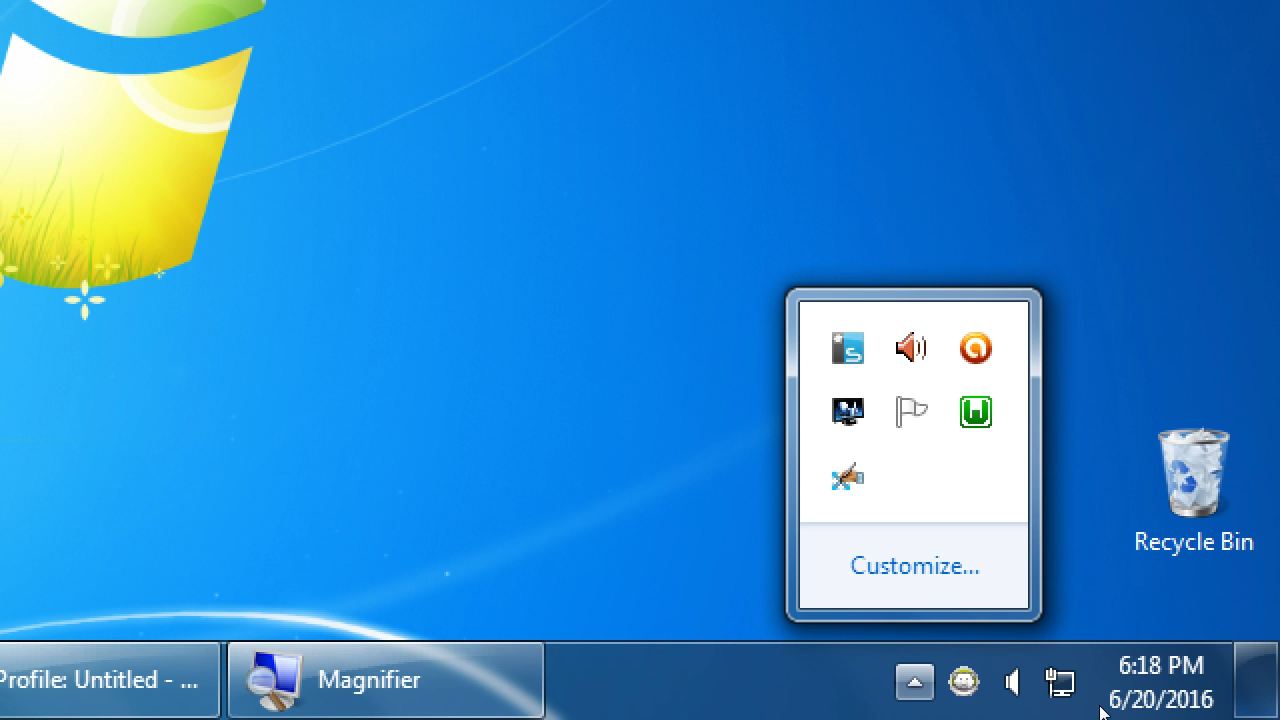 Customize...
Recycle Bin
Profile: Untitled - ...
Magnifier
6:18 PM
6/20/2016